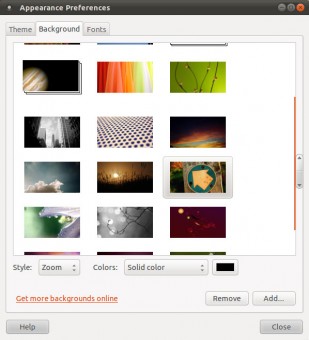 Appearance Preferences
Theme Background Fonts
Style: Zoom Colors: Solid color
Get more backgrounds online Remove Add...
Help Close